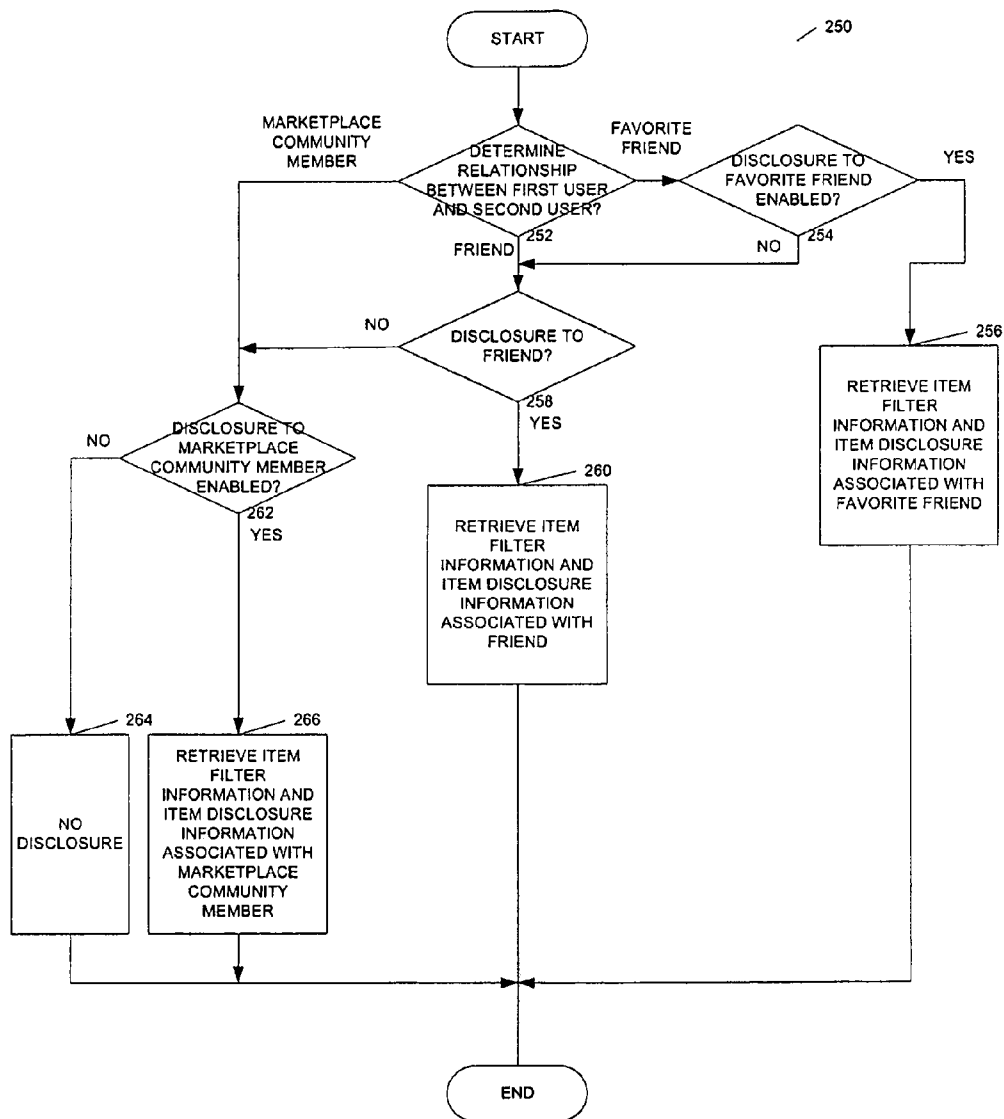 START
250
MARKETPLACE
COMMUNITY
MEMBER
DETERMINE
RELATIONSHIP
BETWEEN FIRST USER
AND SECOND USER?
252
FAVORITE
FRIEND
DISCLOSURE TO
FAVORITE FRIEND
ENABLED?
254
YES
FRIEND
NO
DISCLOSURE TO
FRIEND?
258
NO
YES
256
RETRIEVE ITEM
FILTER
INFORMATION AND
ITEM DISCLOSURE
INFORMATION
ASSOCIATED WITH
FAVORITE FRIEND
DISCLOSURE TO
MARKETPLACE
COMMUNITY MEMBER
ENABLED?
262
NO
YES
260
RETRIEVE ITEM
FILTER
INFORMATION AND
ITEM DISCLOSURE
INFORMATION
ASSOCIATED WITH
FRIEND
264
NO
DISCLOSURE
266
RETRIEVE ITEM
FILTER
INFORMATION AND
ITEM DISCLOSURE
INFORMATION
ASSOCIATED WITH
MARKETPLACE
COMMUNITY
MEMBER
END